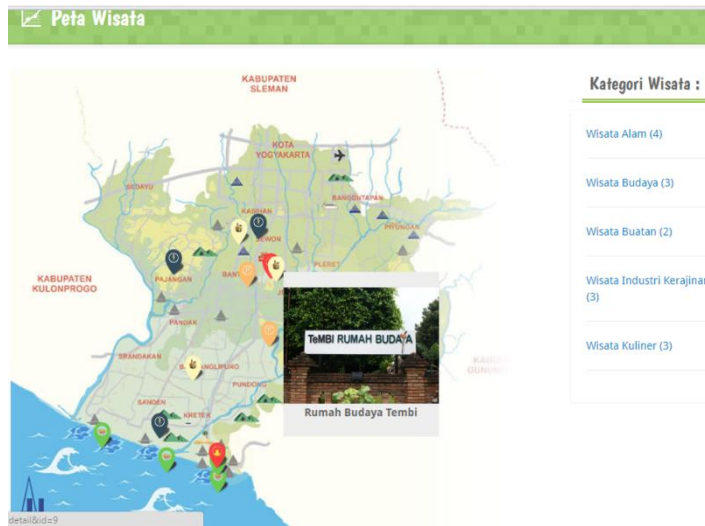 Peta Wisata
KABUPATEN
SLEMAN
KOTA
YOGYAKARTA
SEDAYU
BANGUNTAPAN
KASIHAN
SEWON
PIYUNGAN
PLERET
KABUPATEN
KULONPROGO
PAJANGAN
BANT
PANDAK
TeMBI RUMAH BUDAYA
SRANDAKAN
B
ANGLIPURO
PUNDONG
SANDEN
KRETEK
Rumah Budaya Tembi
detail&id=9
Kategori Wisata :
Wisata Alam (4)
Wisata Budaya (3)
Wisata Buatan (2)
Wisata Industri Kerajinan
(3)
Wisata Kuliner (3)